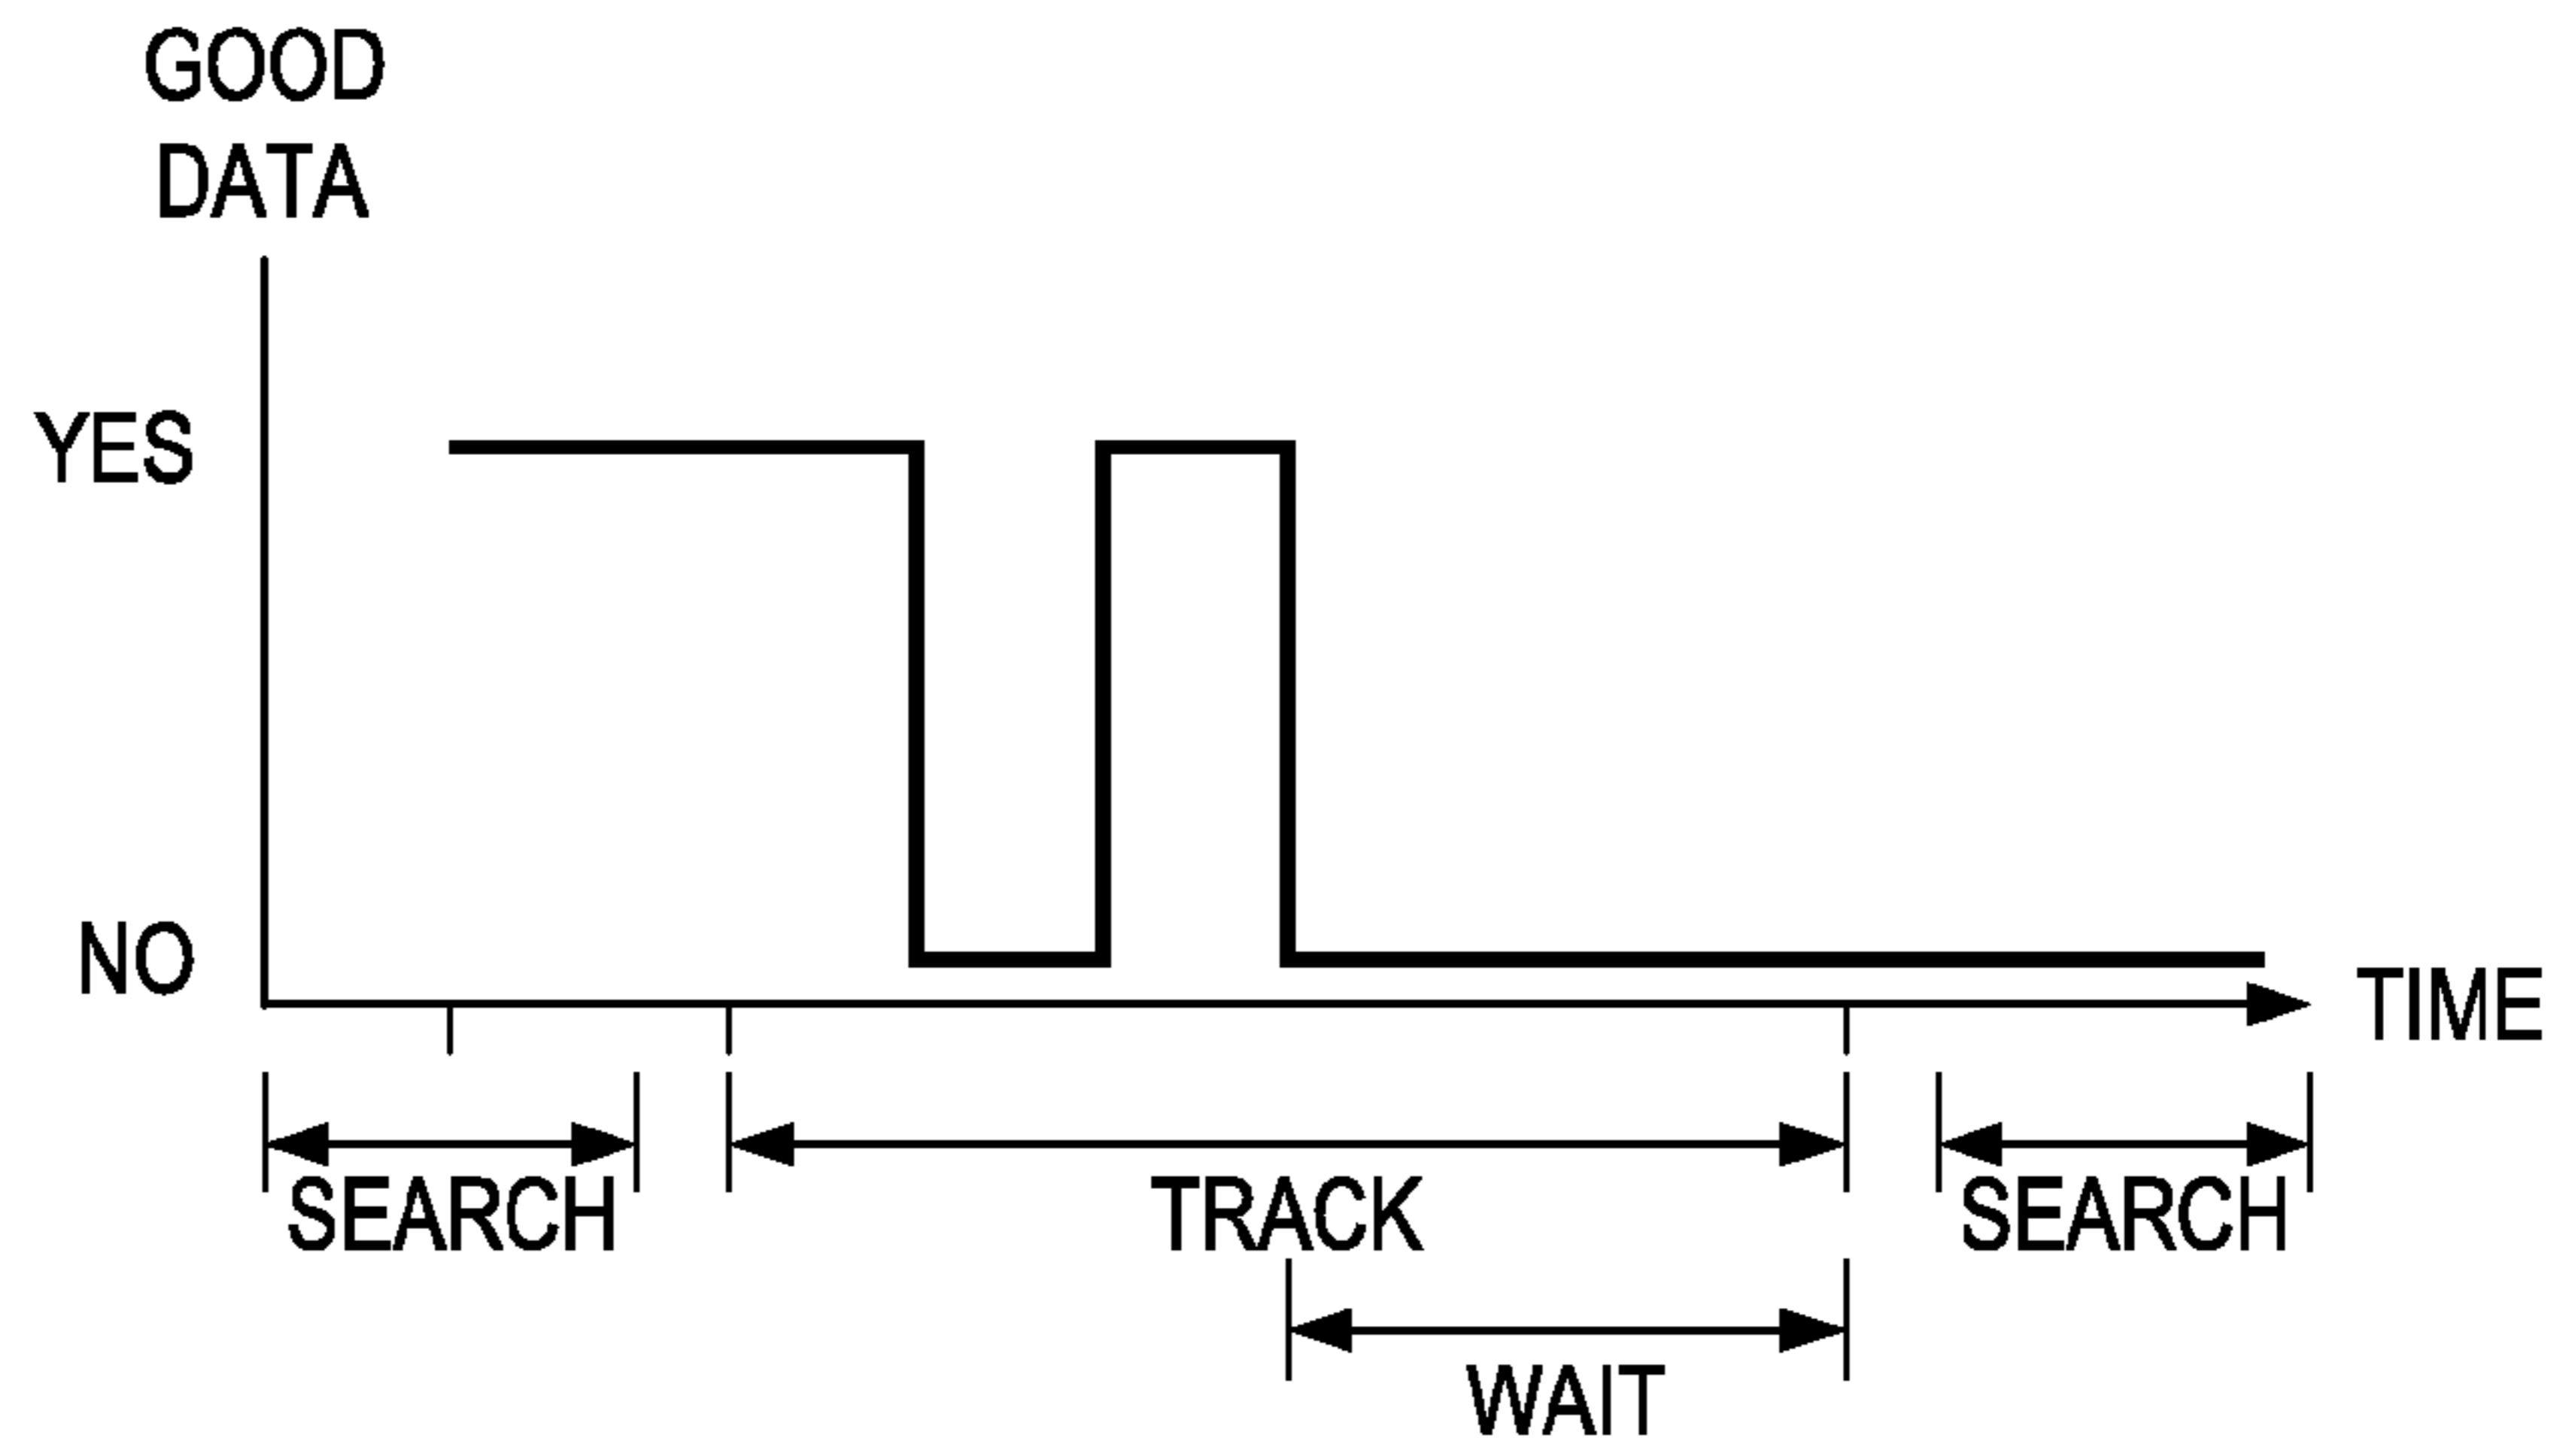 GOOD
DATA
YES
NO
TIME
SEARCH
TRACK
SEARCH
WAIT